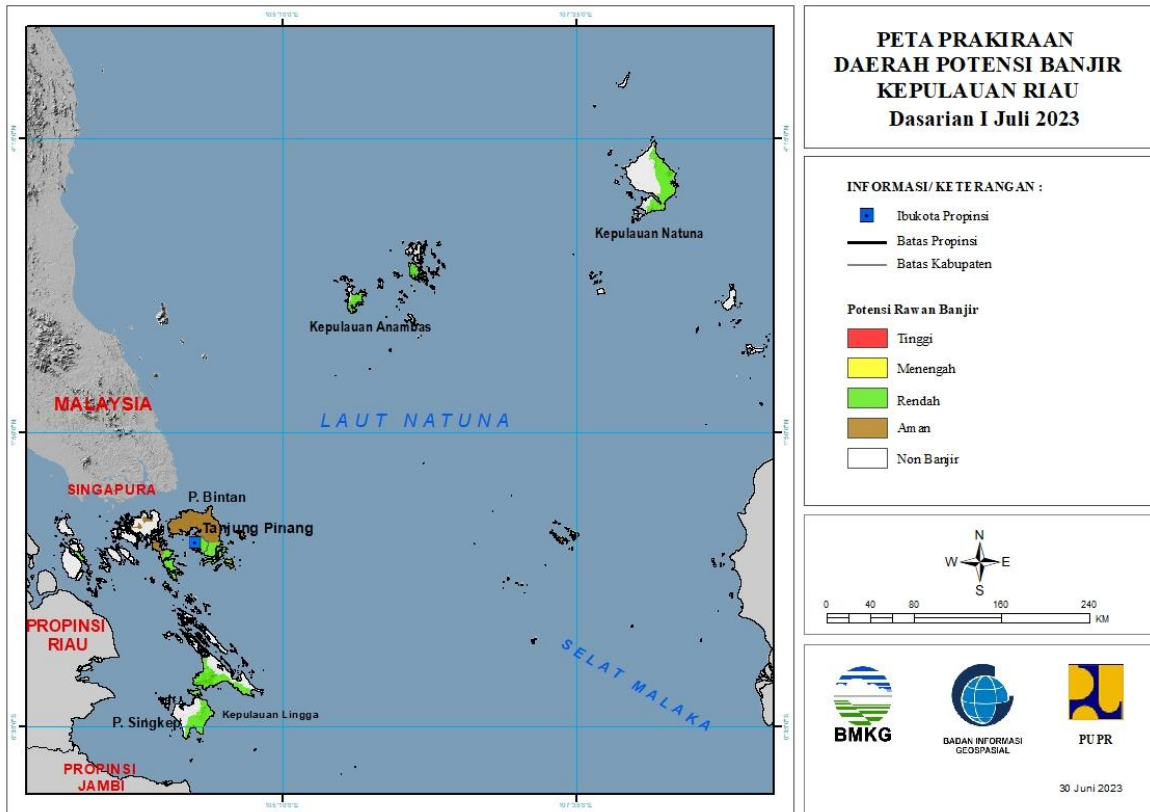 PETA PRAKIRAAN
DAERAH POTENSI BANJIR
KEPULAUAN RIAU
Dasarian I Juli 2023
INFORMASI/ KETERANGAN :
Ibukota Propinsi
Batas Propinsi
Batas Kabupaten
Potensi Rawan Banjir
Tinggi
Menengah
Rendah
Aman
Non Banjir
N
W E
S
0 40 80 160 240
KM
BMKG
BADAN INFORMASI
GEOSPASIAL
PUPR
30 Juni 2023
Kepulauan Natuna
Kepulauan Anambas
MALAYSIA
LAUT NATUNA
SINGAPURA
P. Bintan
Tanjung Pinang
PROPINSI
RIAU
SELAT MALAKA
P. Singkep
Kepulauan Lingga
PROPINSI
JAMBI